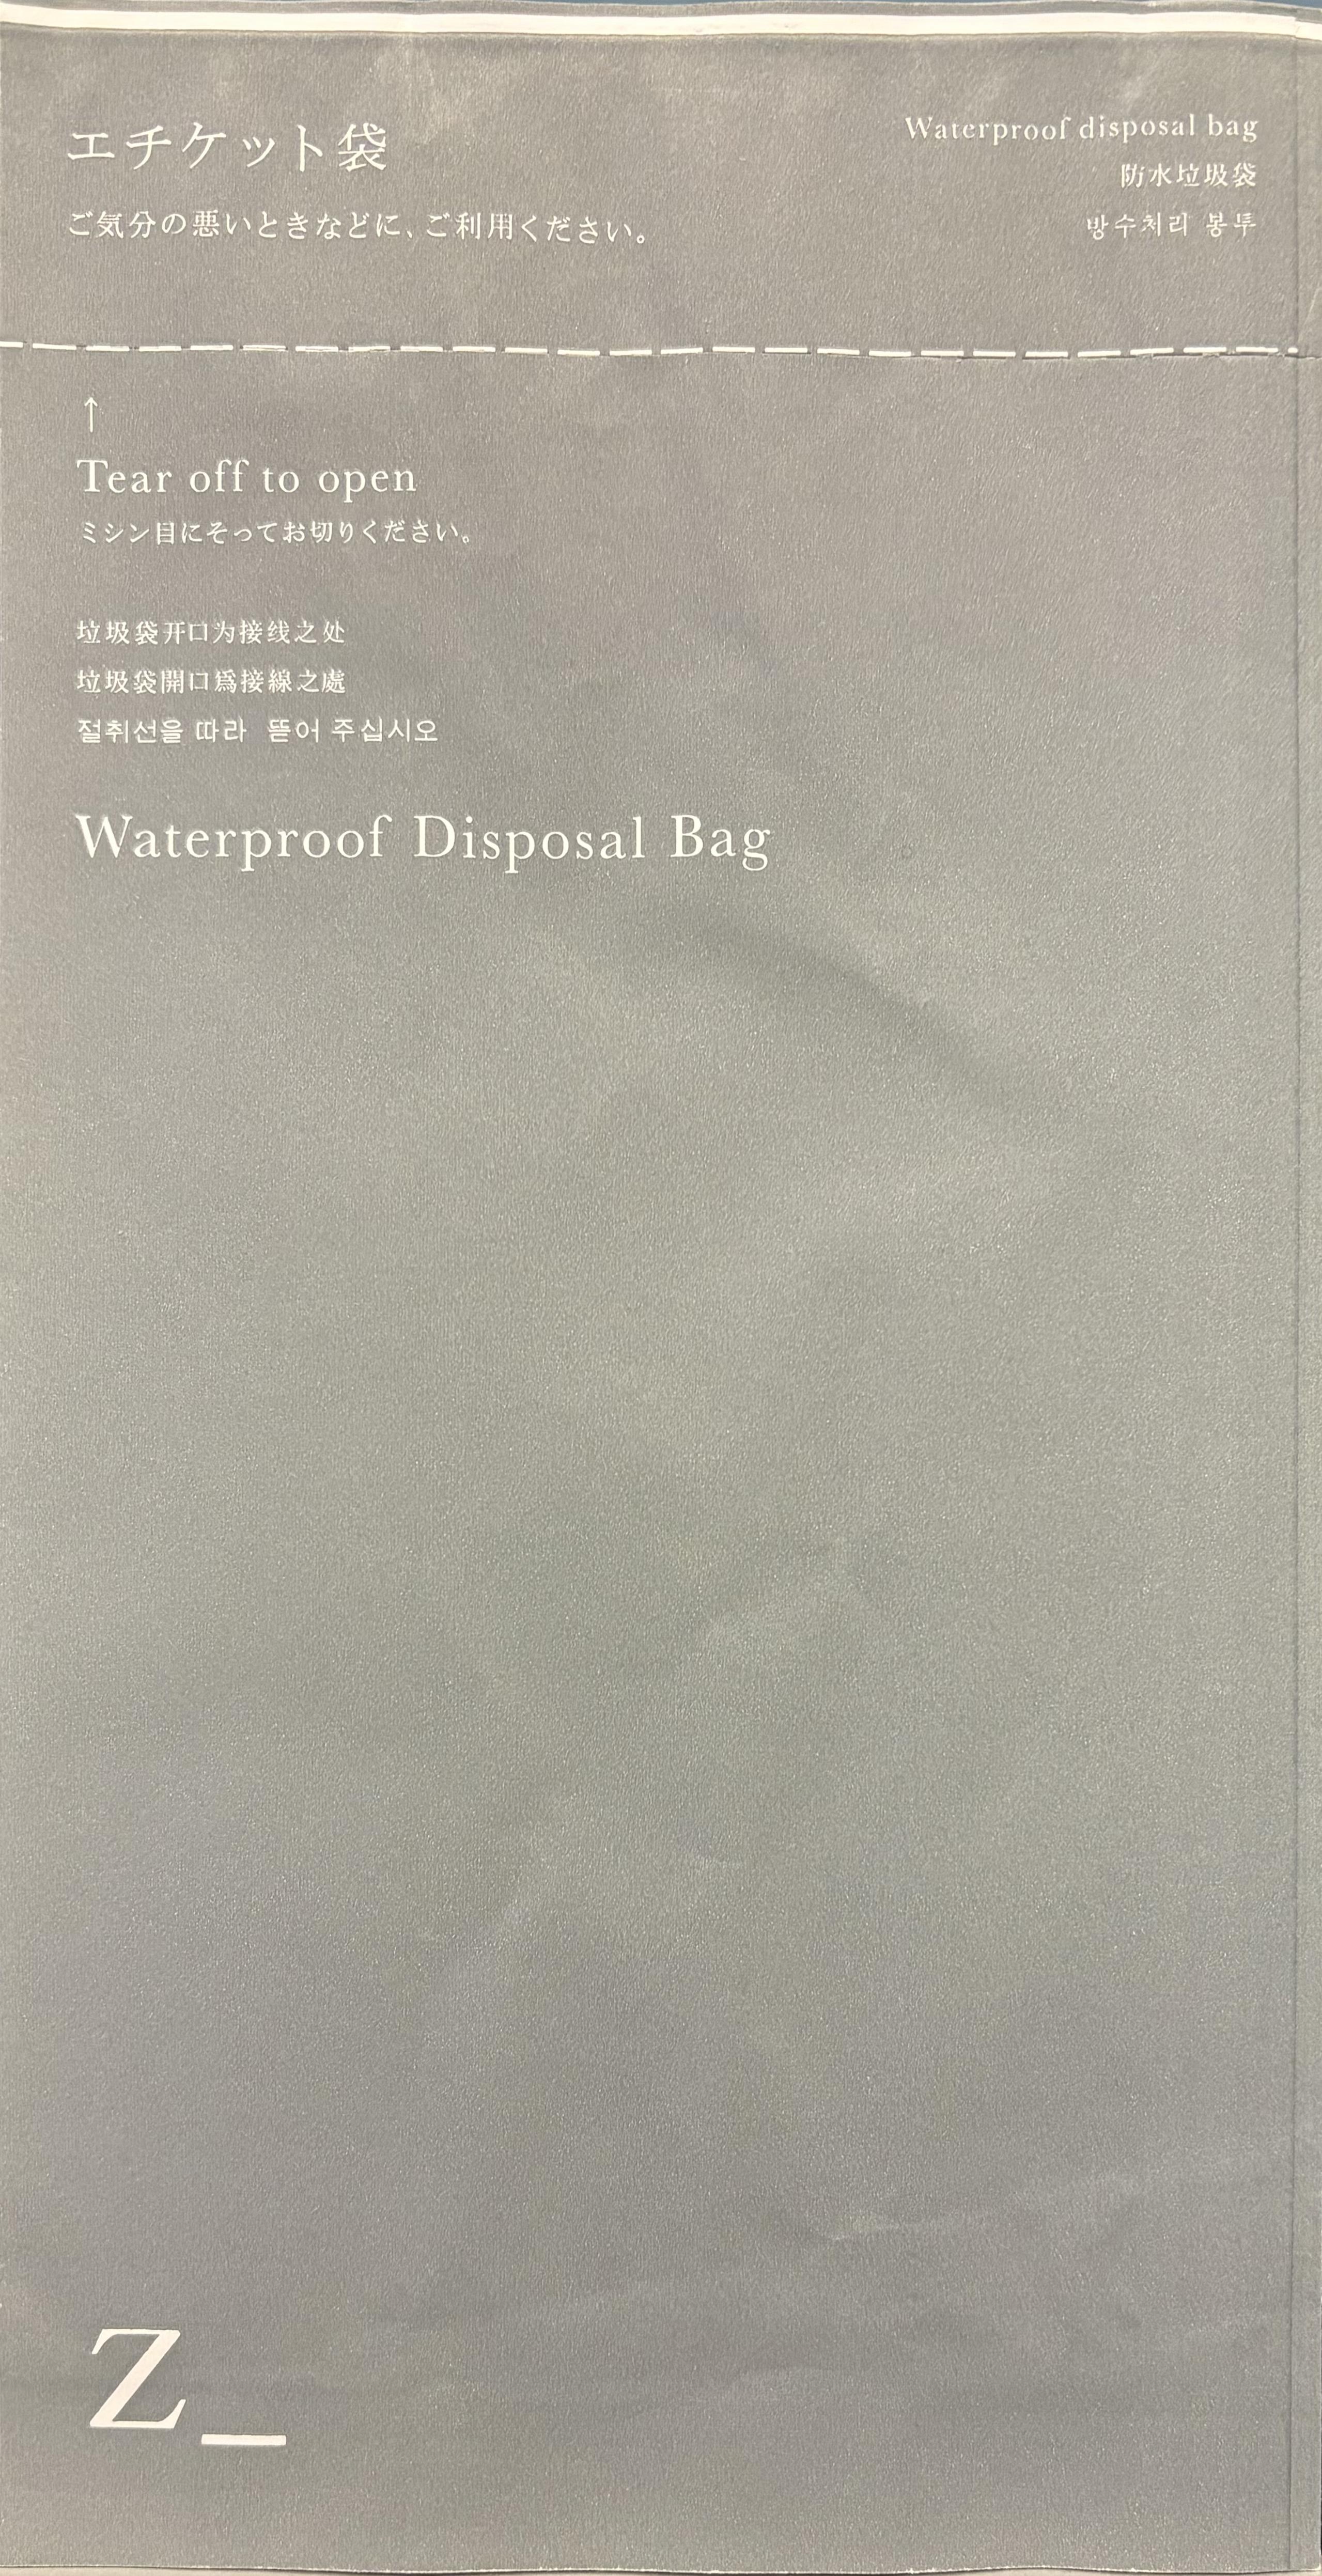 エチケット袋
ご気分の悪いときなどに、ご利用ください。
Waterproof disposal bag
防水垃圾袋
방수처리 봉투
↑
Tear off to open
ミシン目にそってお切りください。
垃圾袋开口为接线之处
垃圾袋開口爲接線之處
절취선을 따라 뜯어 주십시오
Waterproof Disposal Bag
Z_